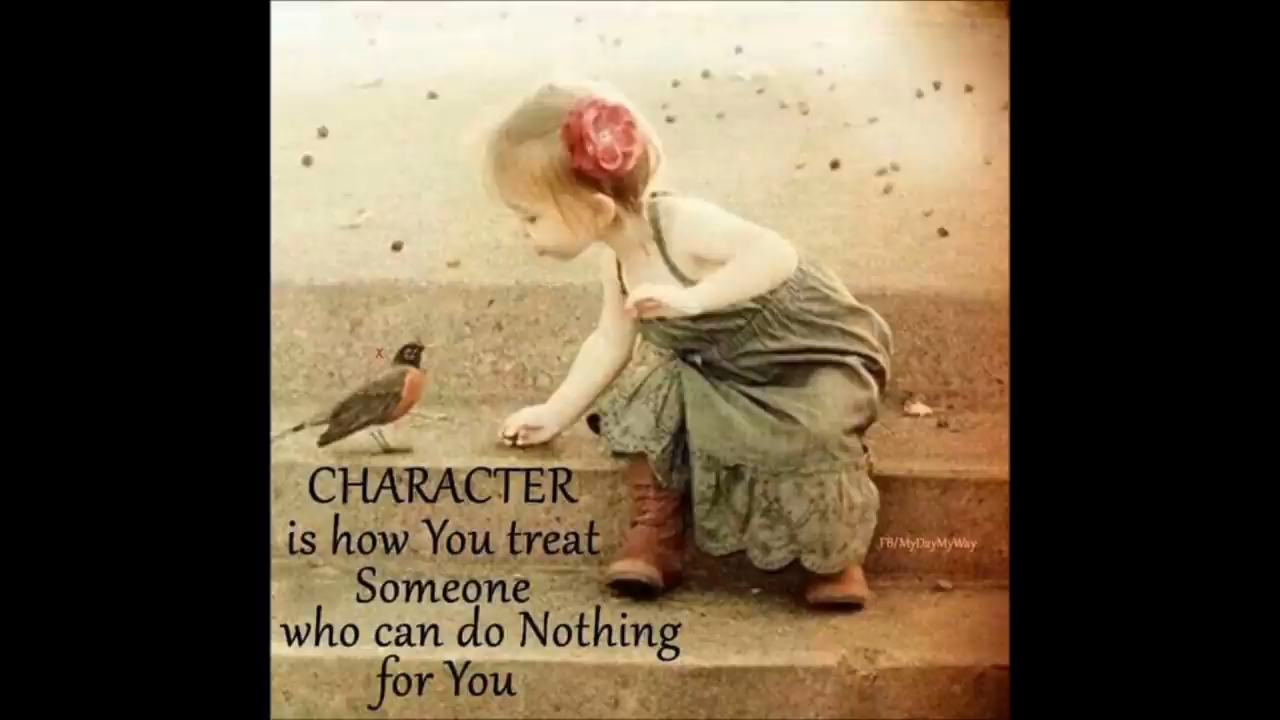 x
CHARACTER
is how You treat
Someone
who can do Nothing
for You
FB/MyDayMyWay